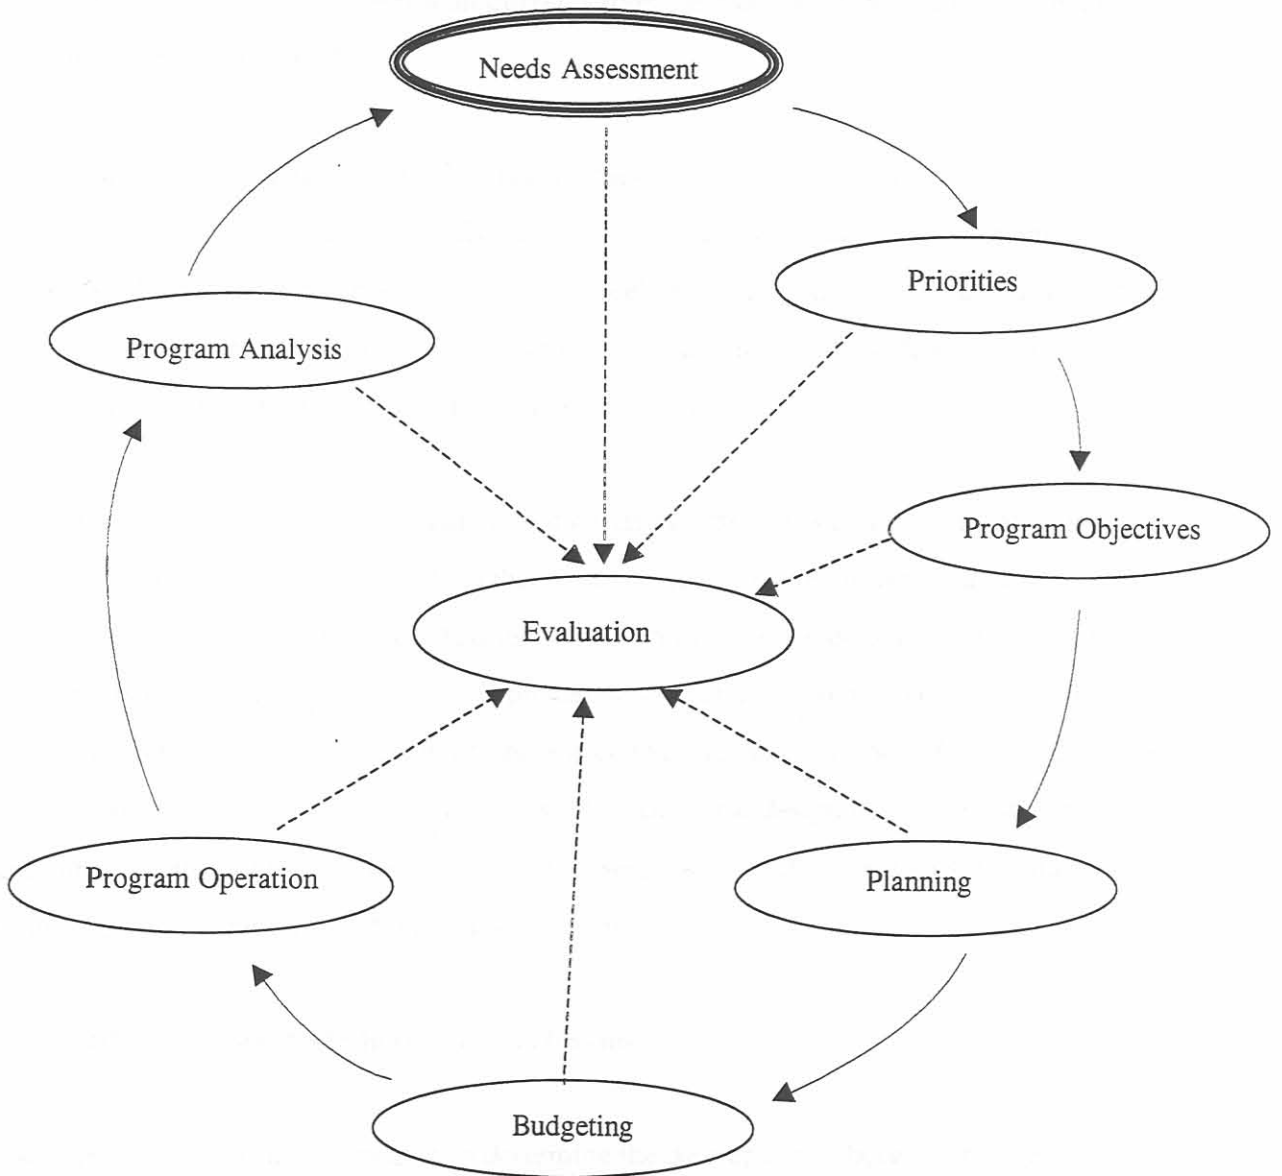 Needs Assessment
Priorities
Program Analysis
Program Objectives
Evaluation
Program Operation
Planning
Budgeting